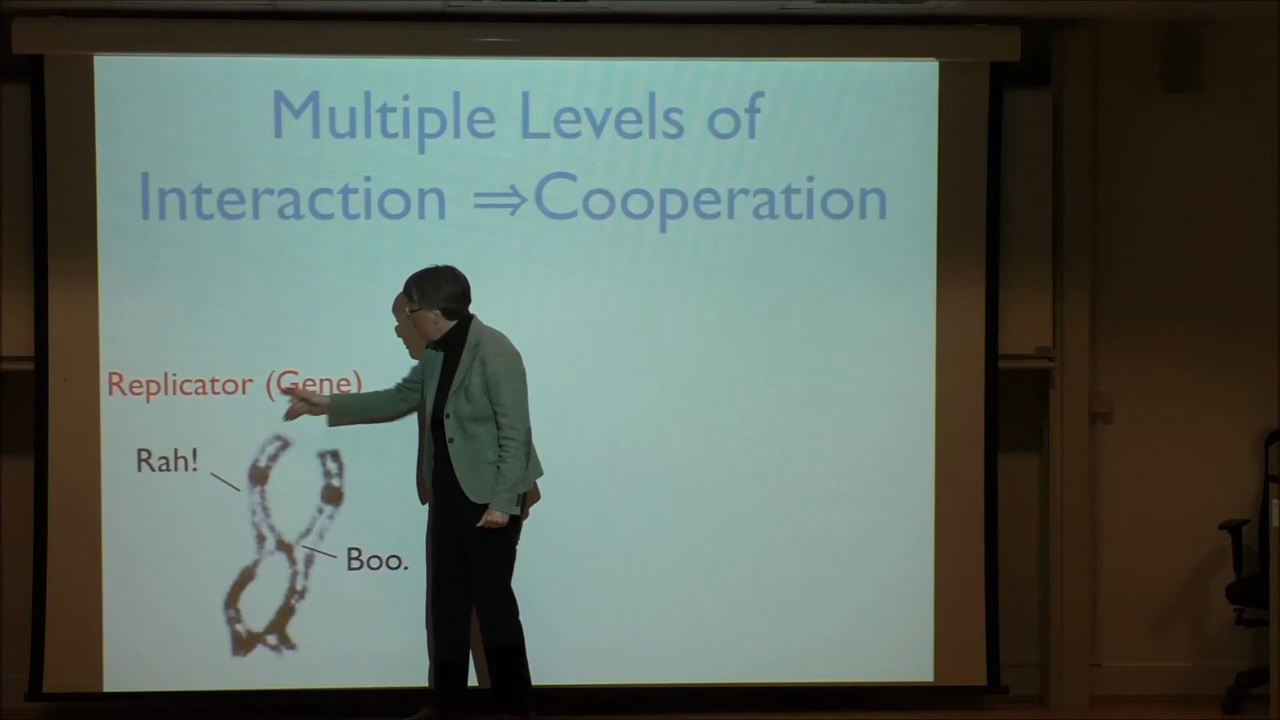 Multiple Levels of
Interaction ⇒Cooperation
Replicator (Gene)
Rah!
Boo.